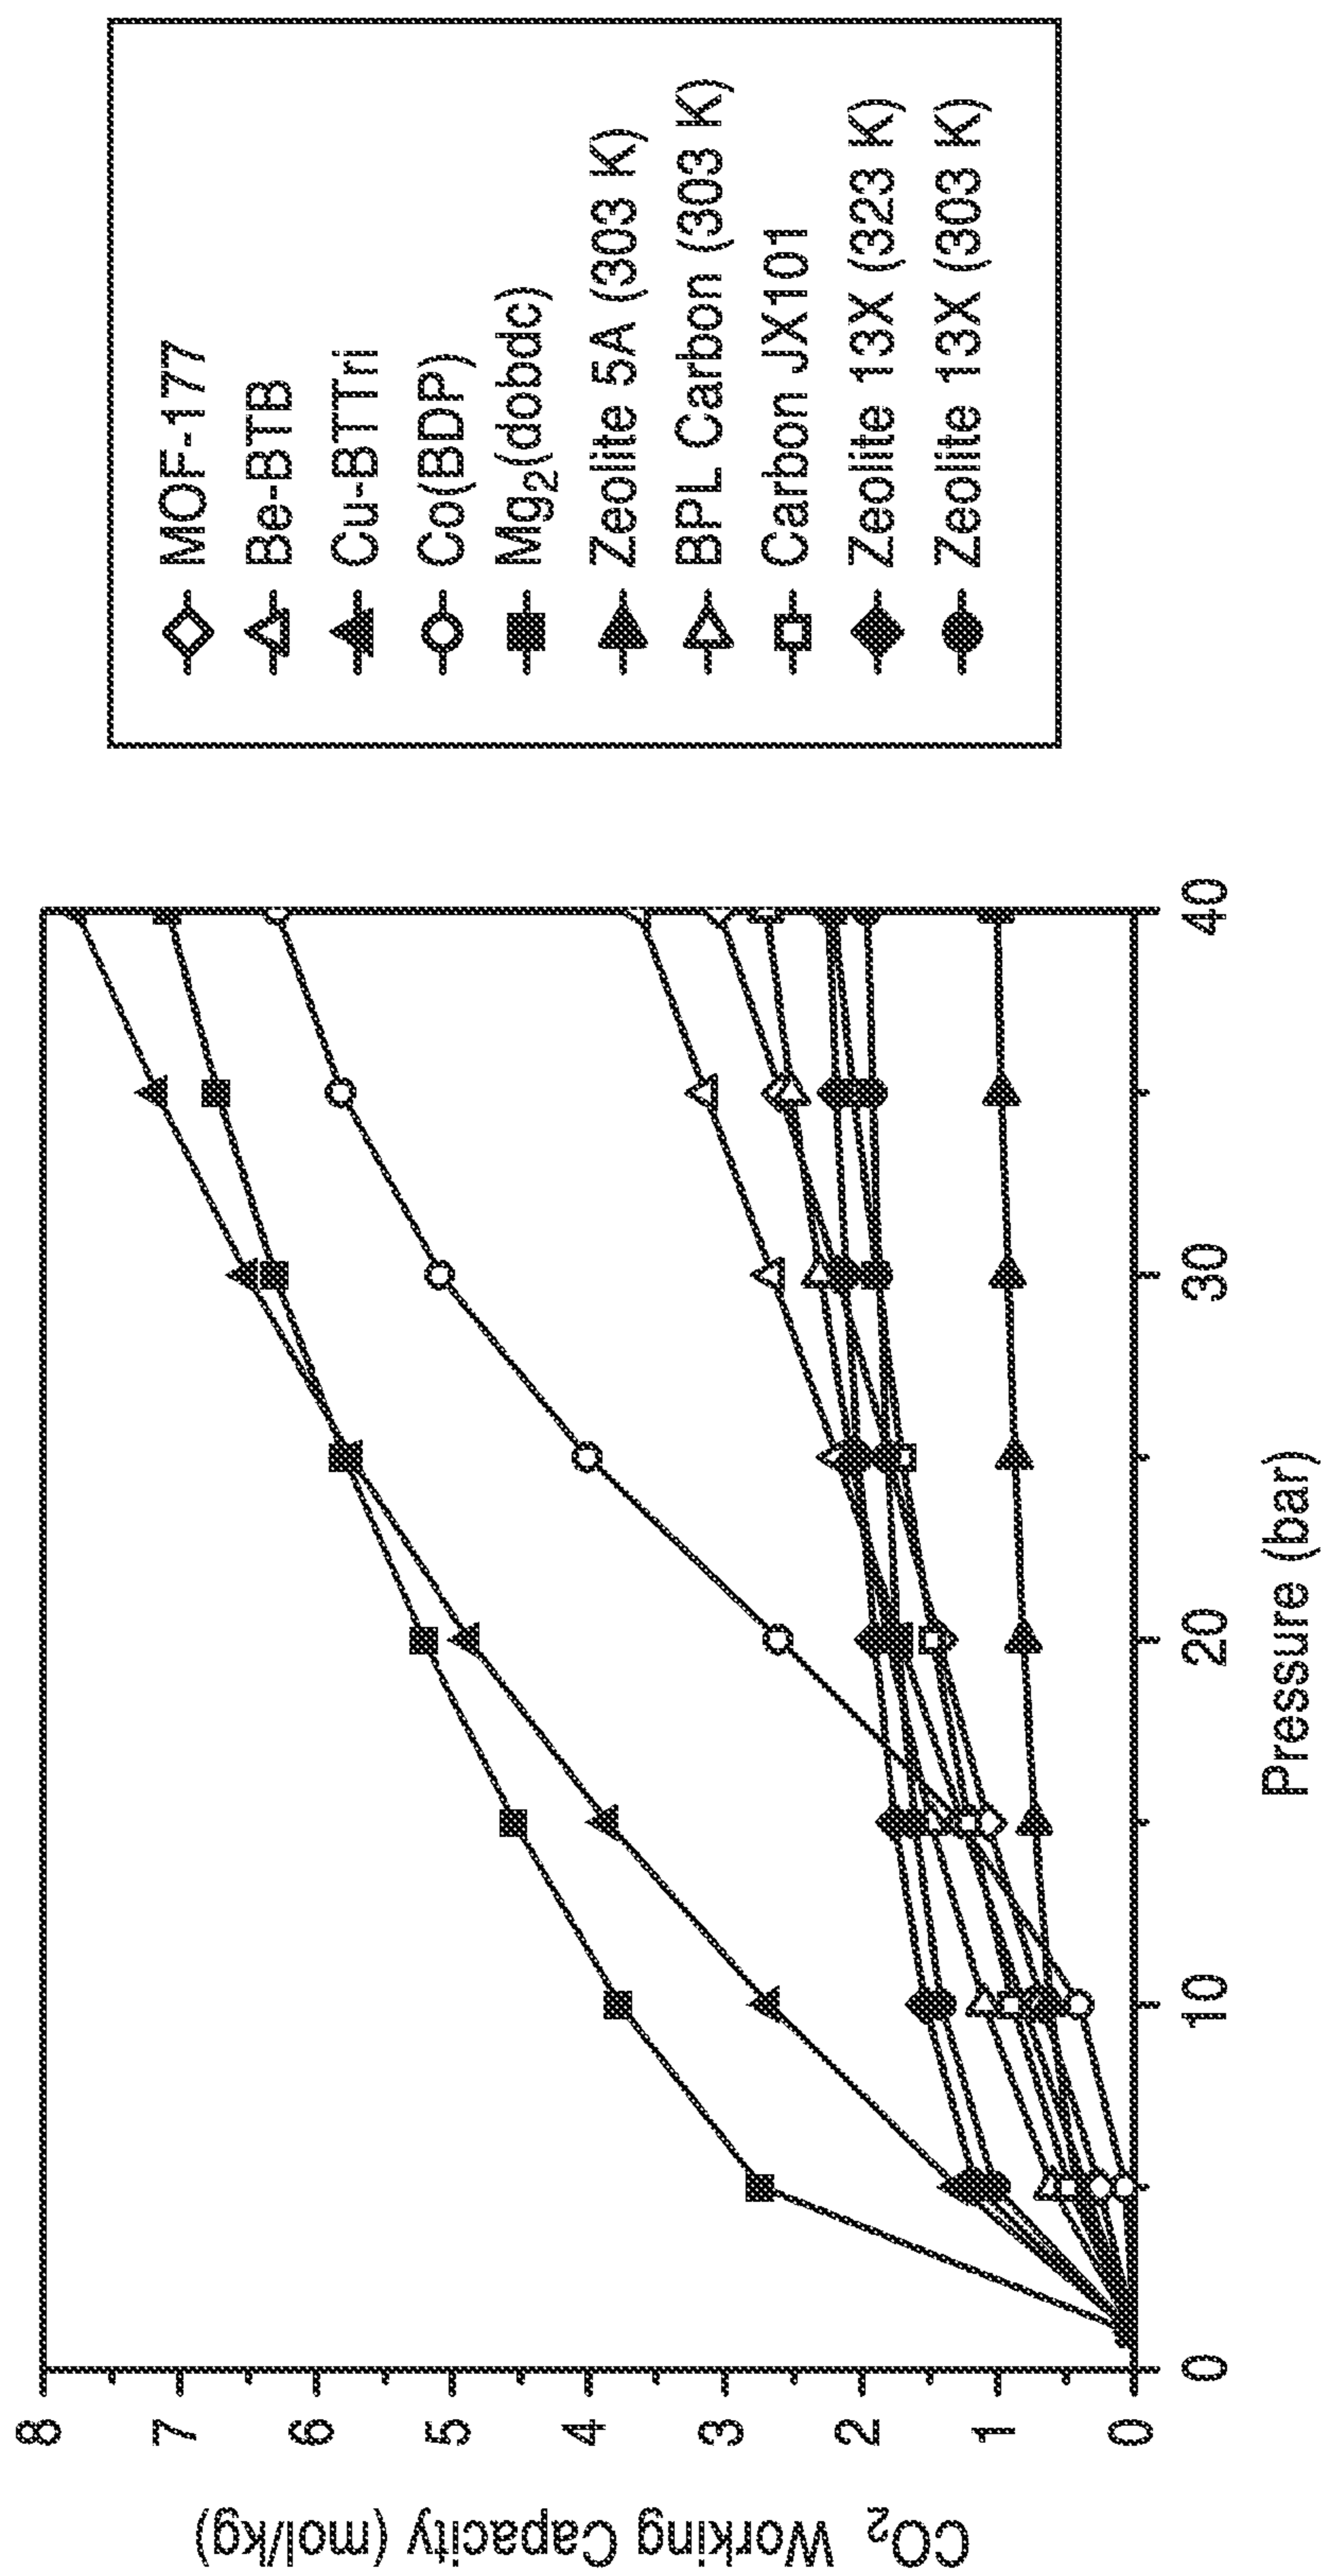 CO₂ Working Capacity (mol/kg)
8
7
6
5
4
3
2
1
0
0
10
20
30
40
Pressure (bar)
MOF-177
Be-BTB
Cu-BTTri
Co(BDP)
Mg₂(dobdc)
Zeolite 5A (303 K)
BPL Carbon (303 K)
Carbon JX101
Zeolite 13X (323 K)
Zeolite 13X (303 K)